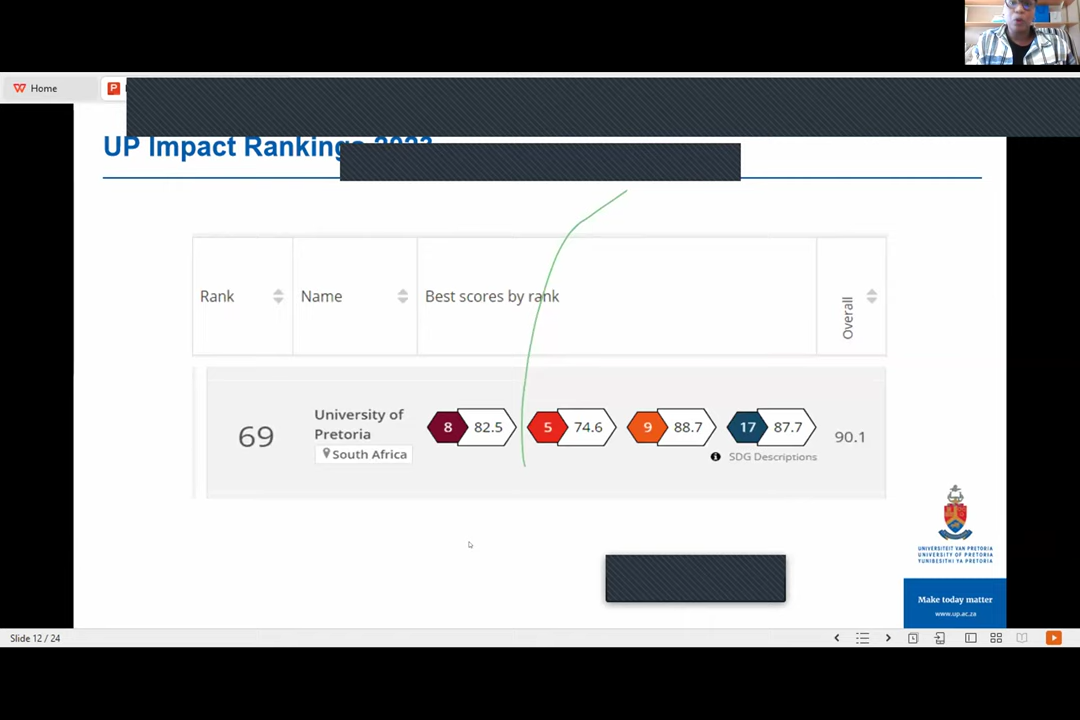 Home
UP Impact Rankings 2023
Rank
Name
Best scores by rank
Overall
69
University of
Pretoria
South Africa
8 82.5 5 74.6 9 88.7 17 87.7
SDG Descriptions
90.1
UNIVERSITEIT VAN PRETORIA
UNIVERSITY OF PRETORIA
YUNIBESITHI YA PRETORIA
Make today matter
www.up.ac.za
Slide 12 / 24